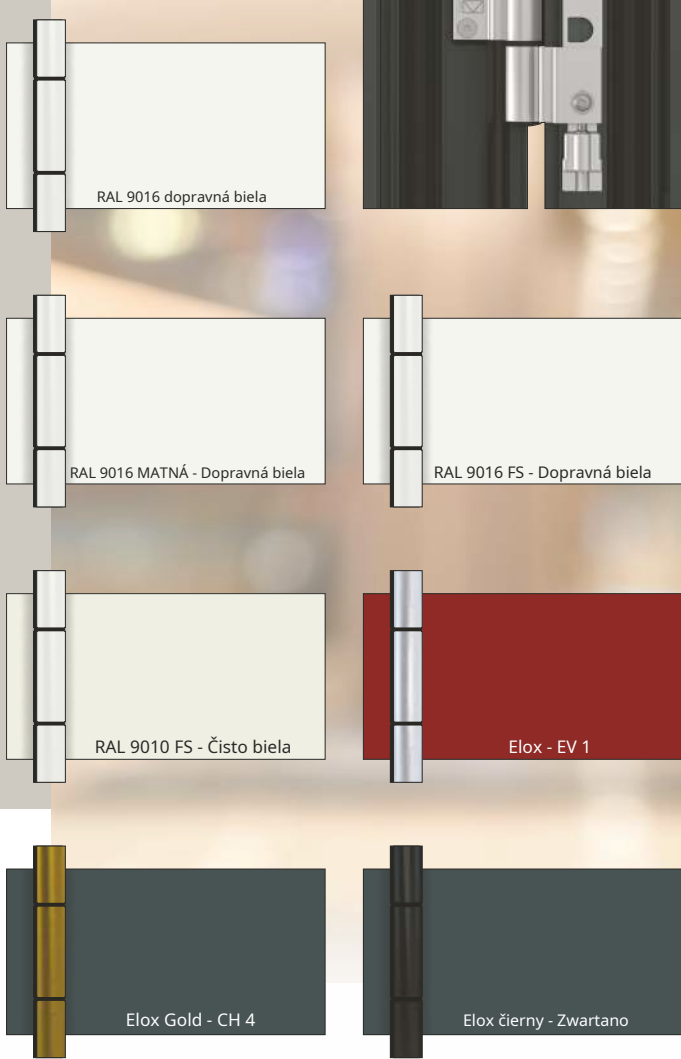 RAL 9016 dopravná biela
RAL 9016 MATNÁ - Dopravná biela
RAL 9016 FS - Dopravná biela
RAL 9010 FS - Čisto biela
Elox - EV 1
Elox Gold - CH 4
Elox čierny - Zwartano